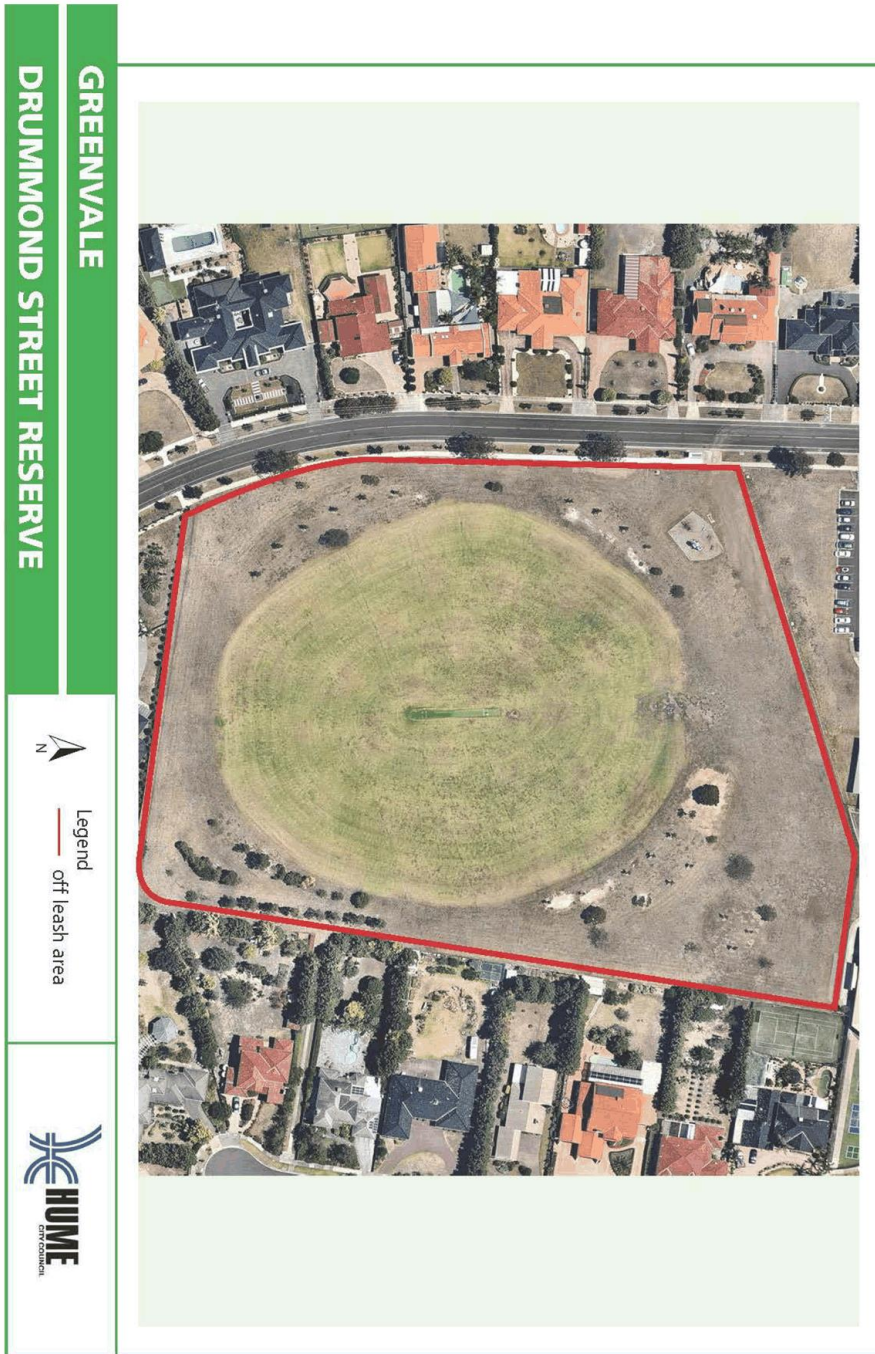 GREENVALE
DRUMMOND STREET RESERVE
N
Legend
off leash area
HUME
CITY COUNCIL